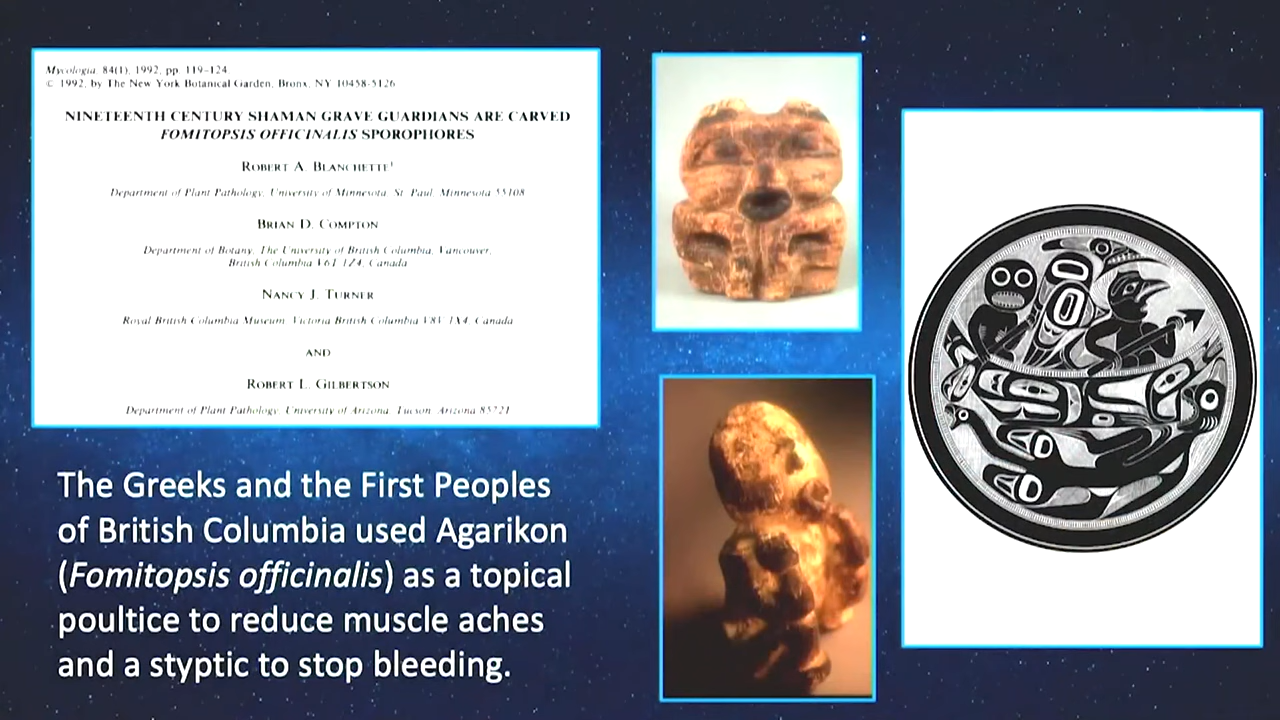 Mycologia, 84(1), 1992, pp. 119–124.
© 1992, by The New York Botanical Garden, Bronx, NY 10458-5126
NINETEENTH CENTURY SHAMAN GRAVE GUARDIANS ARE CARVED
FOMITOPSIS OFFICINALIS SPOROPHORES
ROBERT A. BLANCHETTE¹
Department of Plant Pathology, University of Minnesota, St. Paul, Minnesota 55108
BRIAN D. COMPTON
Department of Botany, The University of British Columbia, Vancouver,
British Columbia V6T 1Z4, Canada
NANCY J. TURNER
Royal British Columbia Museum, Victoria British Columbia V8V 1X4, Canada
AND
ROBERT L. GILBERTSON
Department of Plant Pathology, University of Arizona, Tucson, Arizona 85721
The Greeks and the First Peoples
of British Columbia used Agarikon
(Fomitopsis officinalis) as a topical
poultice to reduce muscle aches
and a styptic to stop bleeding.